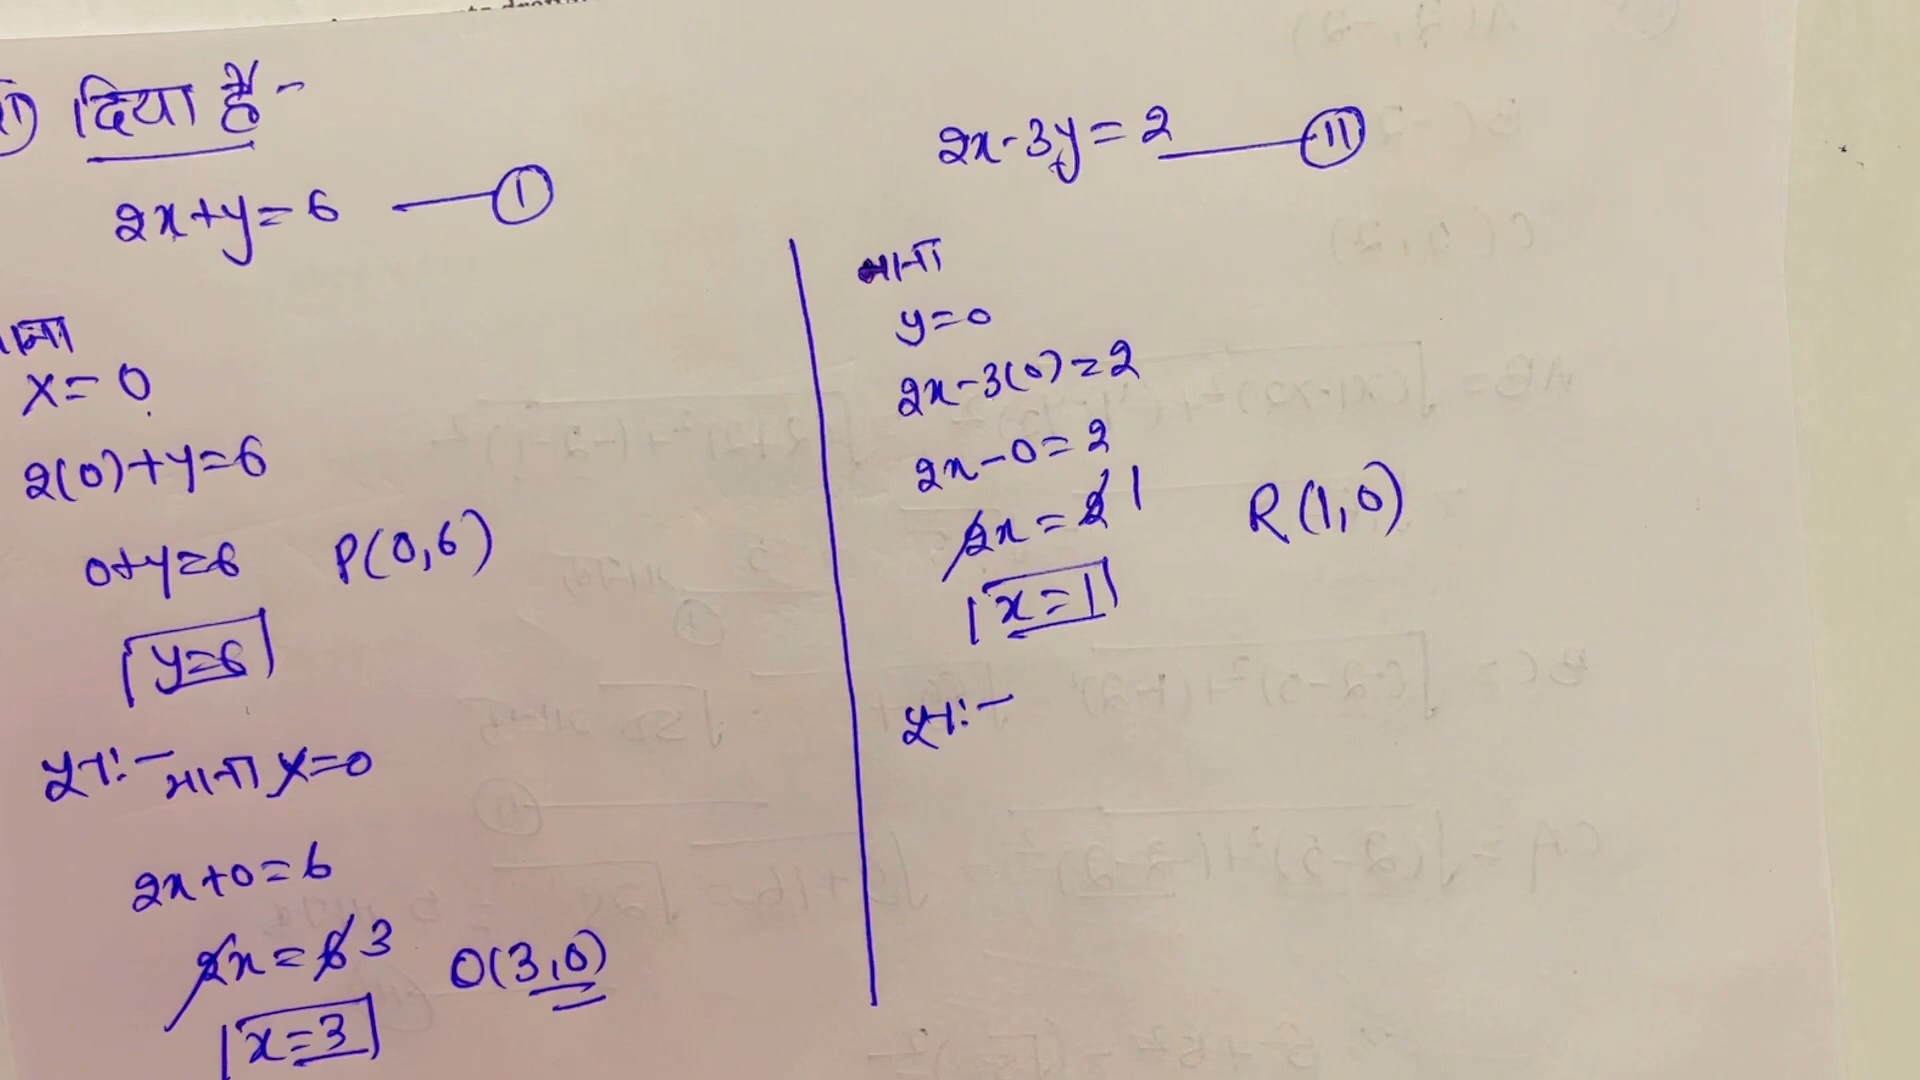 दिया है -
2x+y=6 — I
माना
x=0
2(0)+y=6
0+y=6 P(0,6)
y=6
पुनः- माना y=0
2x+0=6
2x=6 3 O(3,0)
x=3
2x-3y=2 — II
माना
y=0
2x-3(0)=2
2x-0=2
2x=2 1 R(1,0)
x=1
पुनः-